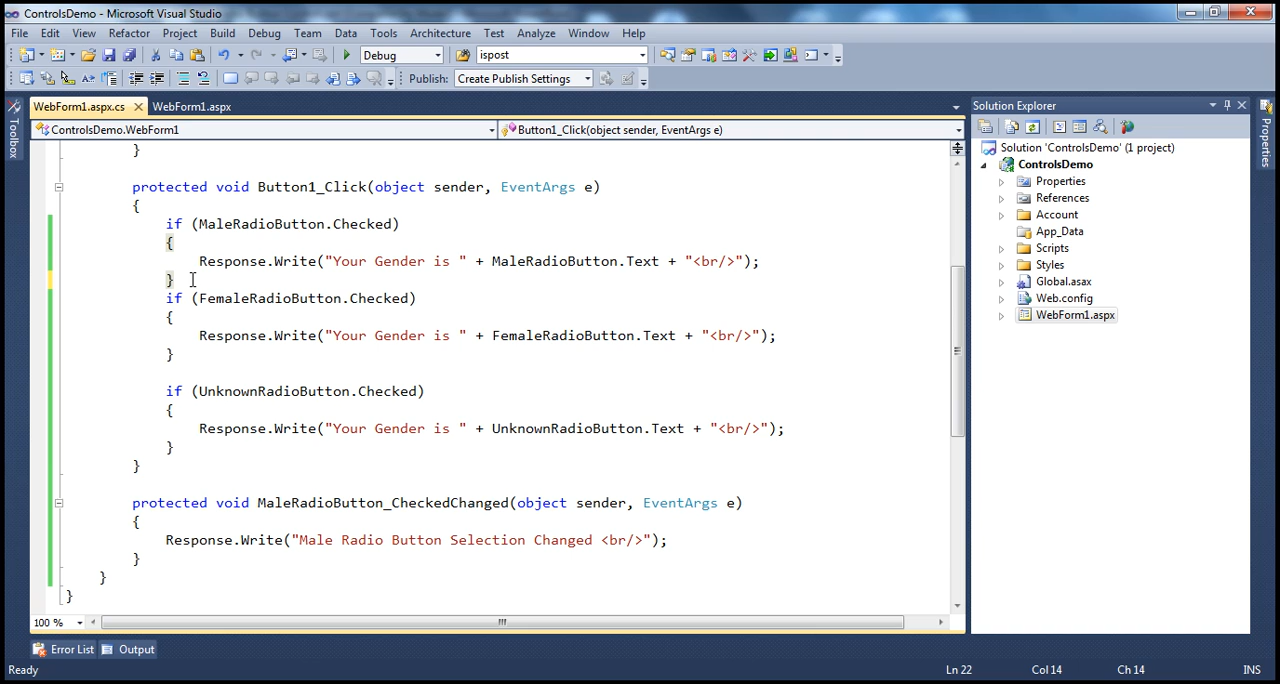 ControlsDemo - Microsoft Visual Studio
File Edit View Refactor Project Build Debug Team Data Tools Architecture Test Analyze Window Help
Debug ispost
Publish: Create Publish Settings
WebForm1.aspx.cs WebForm1.aspx
ControlsDemo.WebForm1 Button1_Click(object sender, EventArgs e)
Toolbox
}
protected void Button1_Click(object sender, EventArgs e)
{
if (MaleRadioButton.Checked)
{
Response.Write("Your Gender is " + MaleRadioButton.Text + "<br/>");
}
if (FemaleRadioButton.Checked)
{
Response.Write("Your Gender is " + FemaleRadioButton.Text + "<br/>");
}
if (UnknownRadioButton.Checked)
{
Response.Write("Your Gender is " + UnknownRadioButton.Text + "<br/>");
}
}
protected void MaleRadioButton_CheckedChanged(object sender, EventArgs e)
{
Response.Write("Male Radio Button Selection Changed <br/>");
}
}
}
100 %
Solution Explorer
Solution 'ControlsDemo' (1 project)
ControlsDemo
Properties
References
Account
App_Data
Scripts
Styles
Global.asax
Web.config
WebForm1.aspx
Properties
Error List Output
Ready Ln 22 Col 14 Ch 14 INS